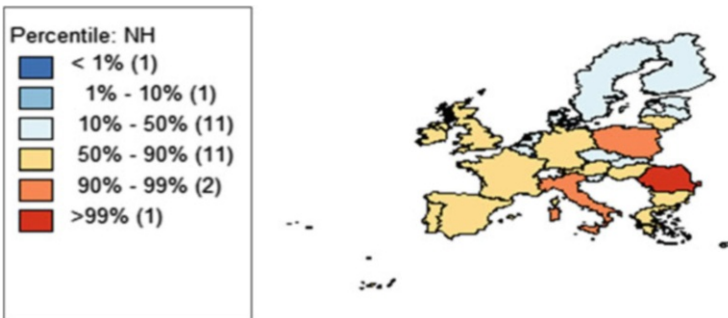 Percentile: NH
< 1% (1)
1% - 10% (1)
10% - 50% (11)
50% - 90% (11)
90% - 99% (2)
>99% (1)